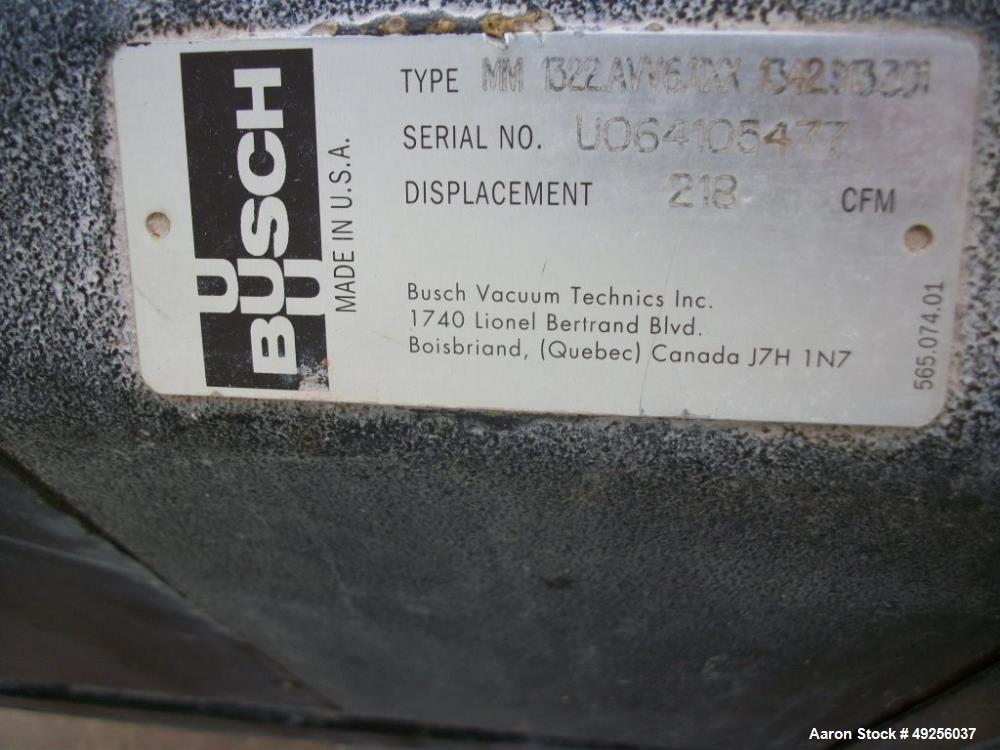 BUSCH
MADE IN U.S.A.
TYPE MM 1322
SERIAL NO. U064105477
DISPLACEMENT 218 CFM
Busch Vacuum Technics Inc.
1740 Lionel Bertrand Blvd.
Boisbriand, (Quebec) Canada J7H 1N7
565.074.01
Aaron Stock # 49256037